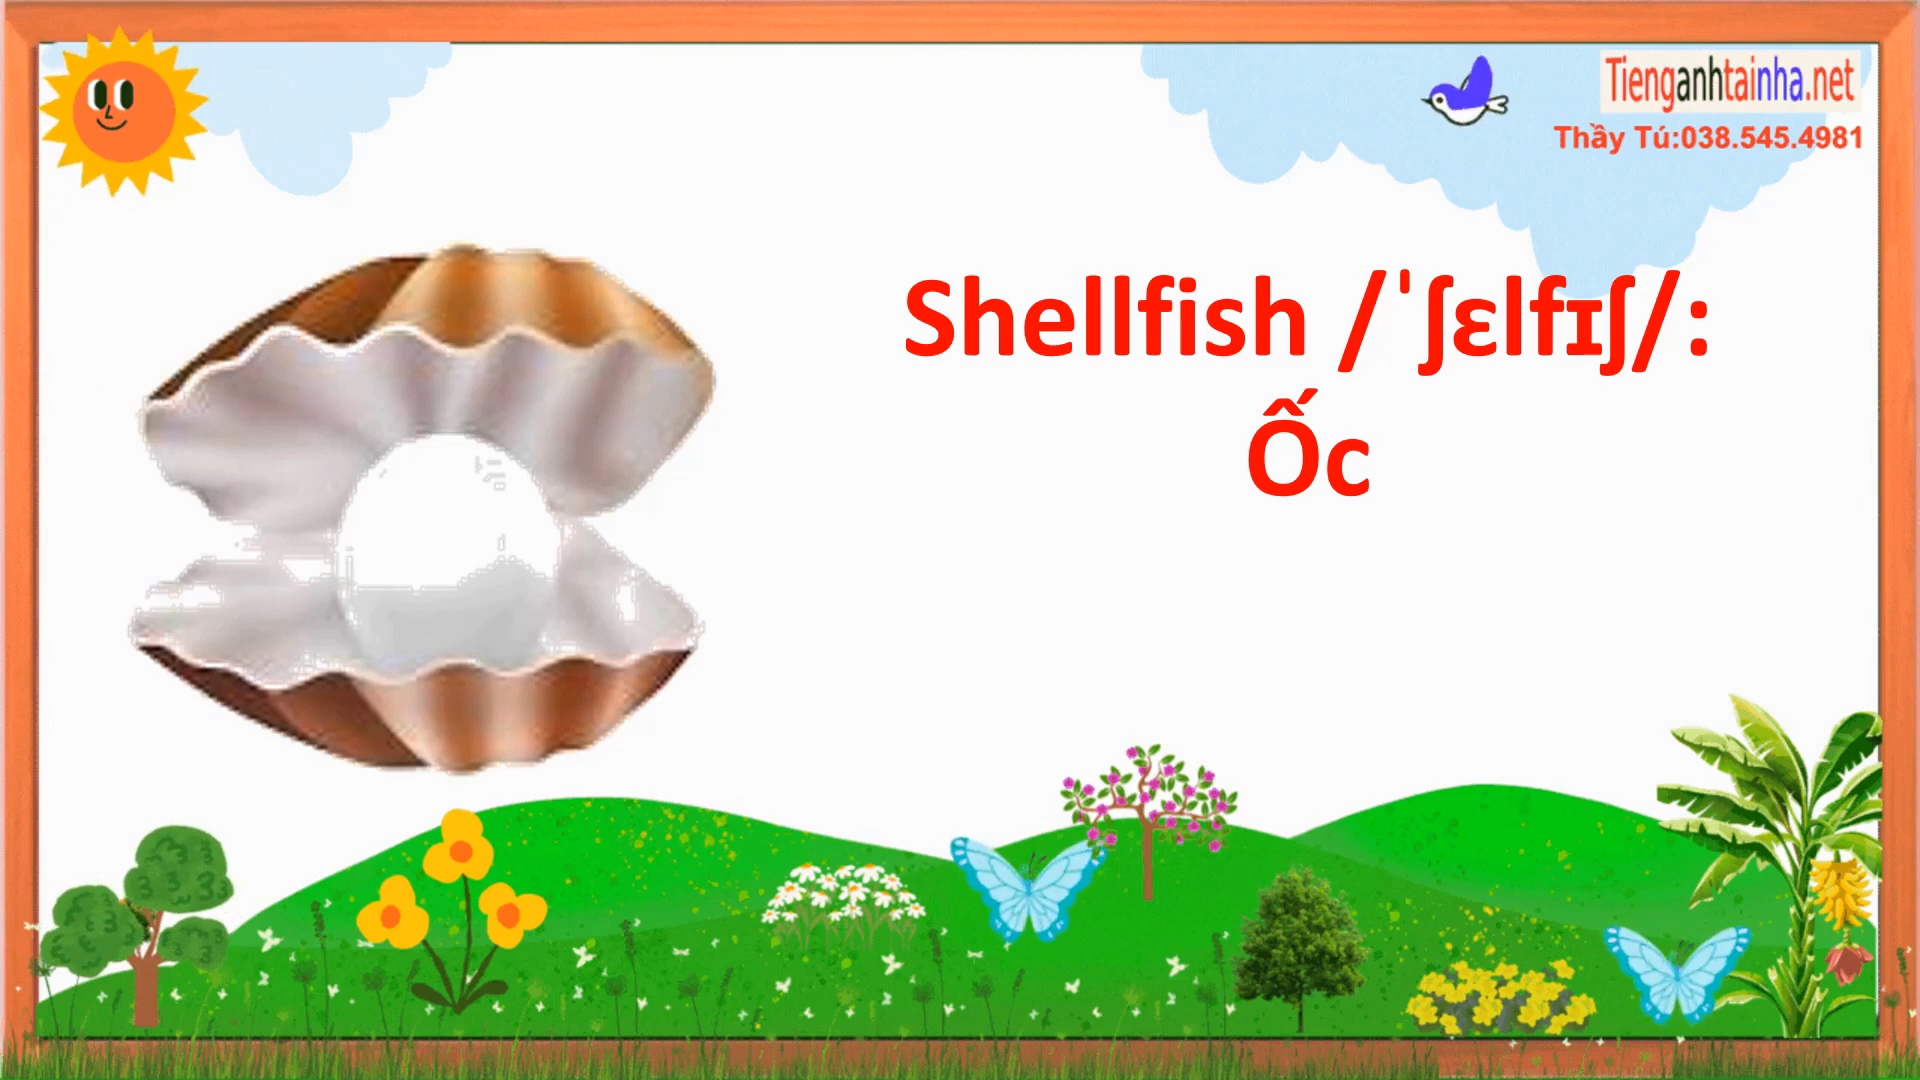 Tienganhtainha.net
Thầy Tú:038.545.4981
Shellfish /ˈʃɛlfɪʃ/:
Ốc